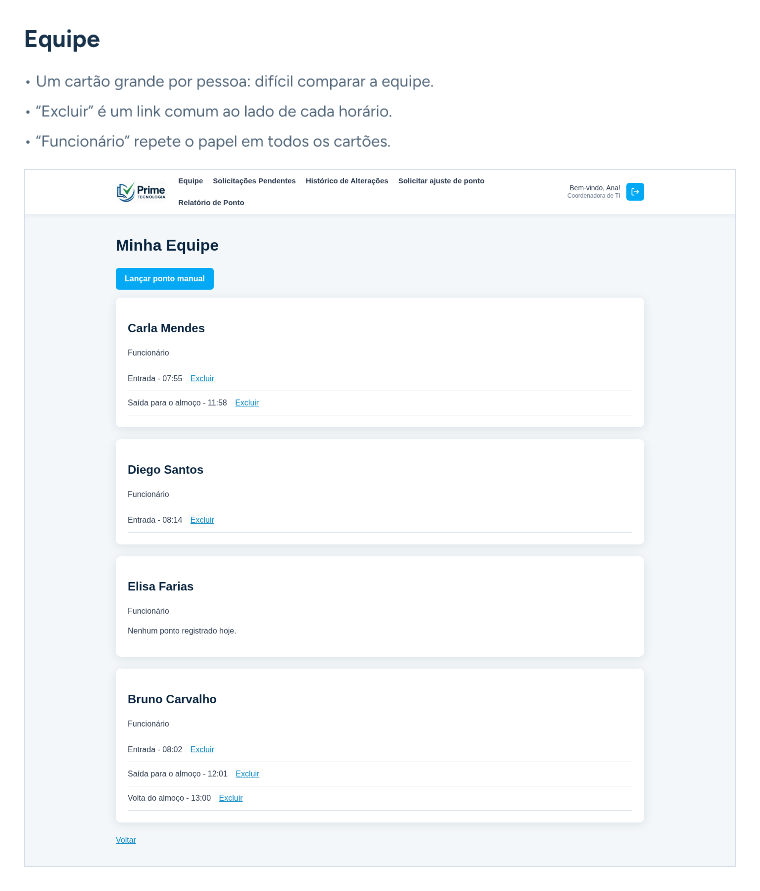 Equipe
• Um cartão grande por pessoa: difícil comparar a equipe.
• “Excluir” é um link comum ao lado de cada horário.
• “Funcionário” repete o papel em todos os cartões.
Prime
TECNOLOGIA
Equipe Solicitações Pendentes Histórico de Alterações Solicitar ajuste de ponto
Relatório de Ponto
Bem-vindo, Ana!
Coordenadora de TI
Minha Equipe
Lançar ponto manual
Carla Mendes
Funcionário
Entrada - 07:55 Excluir
Saída para o almoço - 11:58 Excluir
Diego Santos
Funcionário
Entrada - 08:14 Excluir
Elisa Farias
Funcionário
Nenhum ponto registrado hoje.
Bruno Carvalho
Funcionário
Entrada - 08:02 Excluir
Saída para o almoço - 12:01 Excluir
Volta do almoço - 13:00 Excluir
Voltar